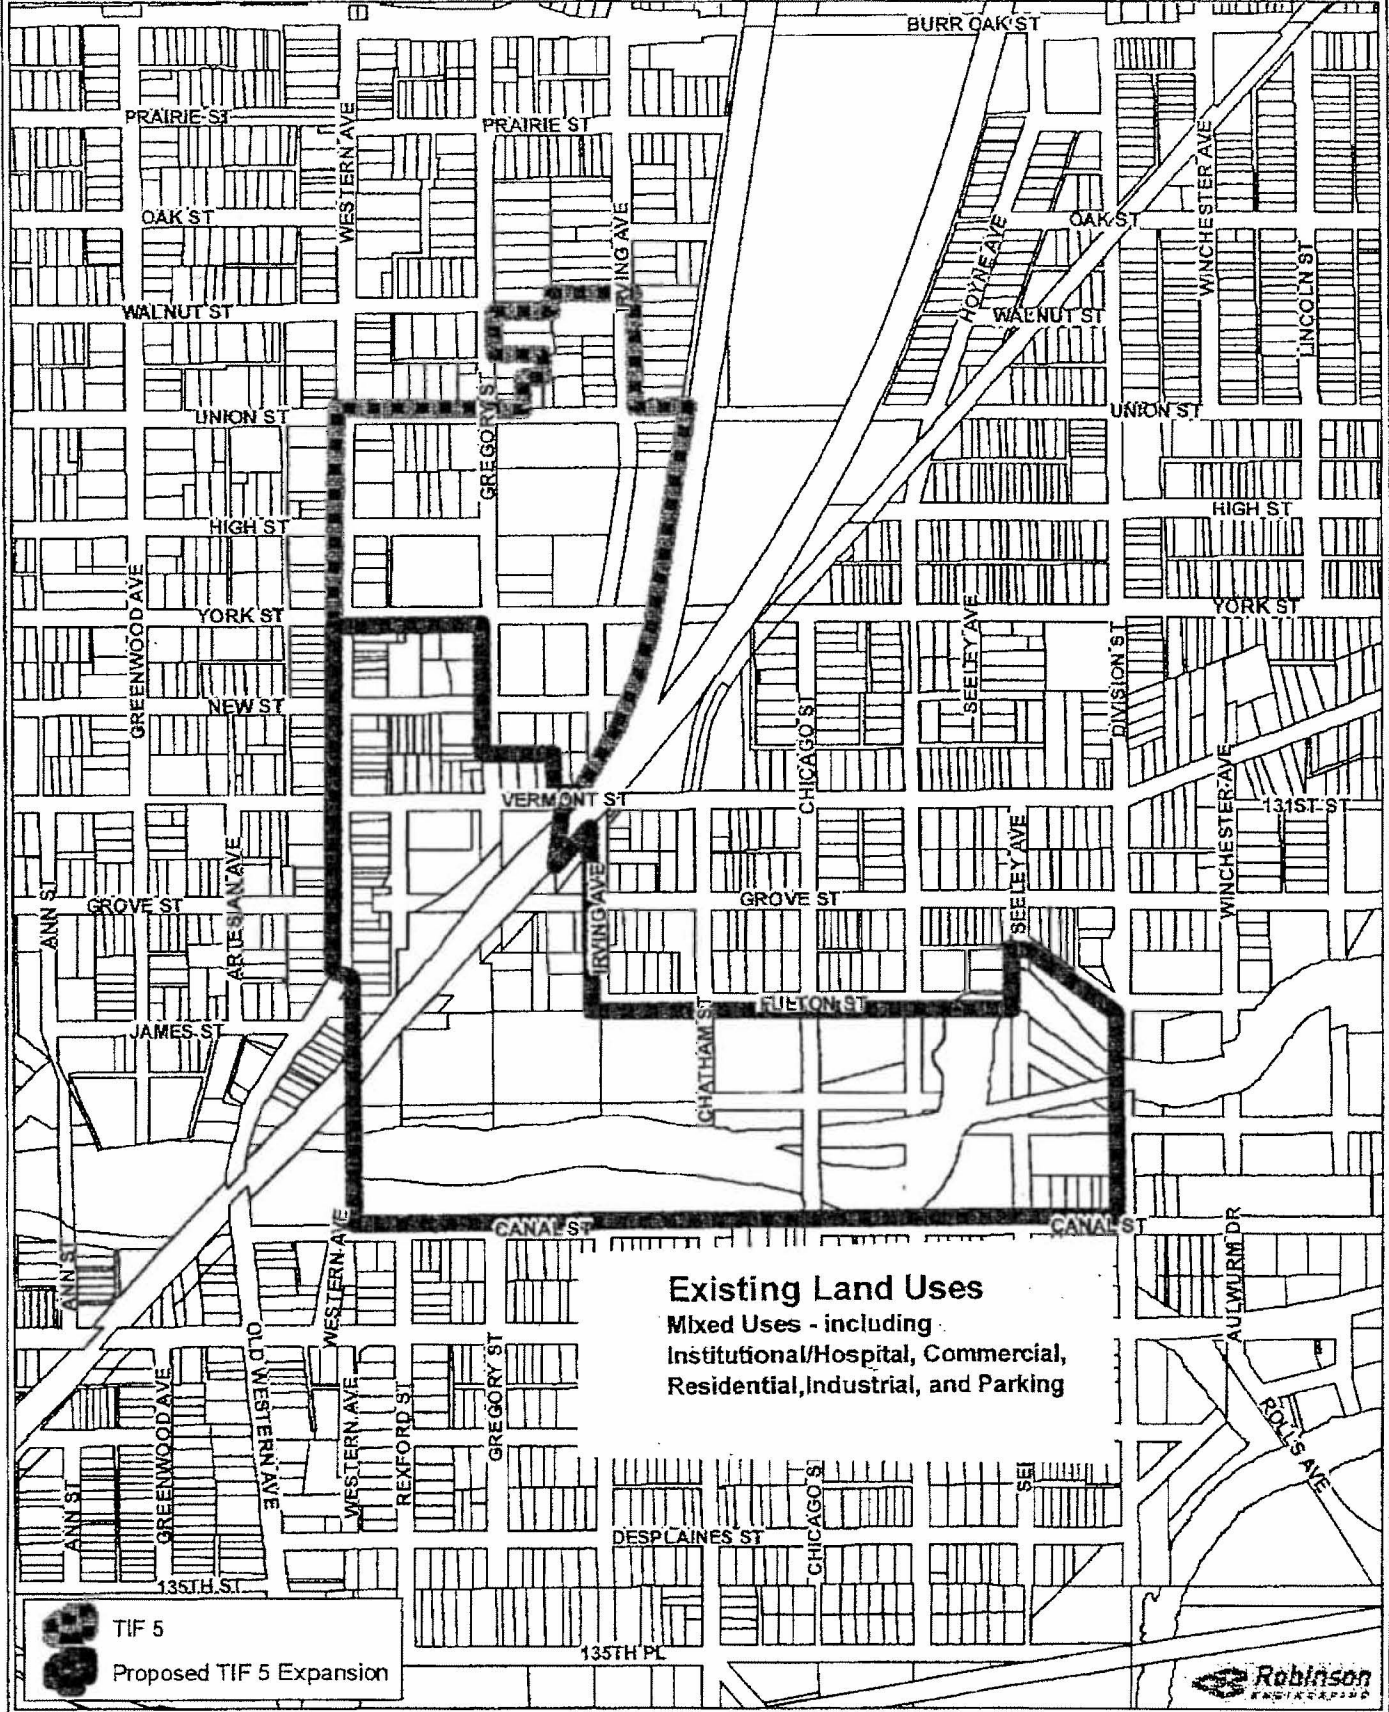 BURR OAK ST
PRAIRIE ST
PRAIRIE ST
WESTERN AVE
WINCHESTER AVE
OAK ST
OAK ST
IRVING AVE
HOYNE AVE
LINCOLN ST
WALNUT ST
WALNUT ST
UNION ST
UNION ST
GREGORY ST
HIGH ST
HIGH ST
GREENWOOD AVE
YORK ST
YORK ST
SEELEY AVE
DIVISION ST
NEW ST
CHICAGO ST
VERMONT ST
131ST ST
WINCHESTER AVE
ARTESIAN AVE
SEELEY AVE
ANN ST
GROVE ST
GROVE ST
IRVING AVE
FULTON ST
JAMES ST
CHATHAM ST
CANAL ST
CANAL ST
ANN ST
WESTERN AVE
AULWURM DR
Existing Land Uses
Mixed Uses - including
Institutional/Hospital, Commercial,
Residential,Industrial, and Parking
OLD WESTERN AVE
GREGORY ST
GREENWOOD AVE
WESTERN AVE
REXFORD ST
ROLLS AVE
ANN ST
CHICAGO S
SEE
DESPLAINES ST
135TH ST
TIF 5
Proposed TIF 5 Expansion
135TH PL
Robinson
ENGINEERING